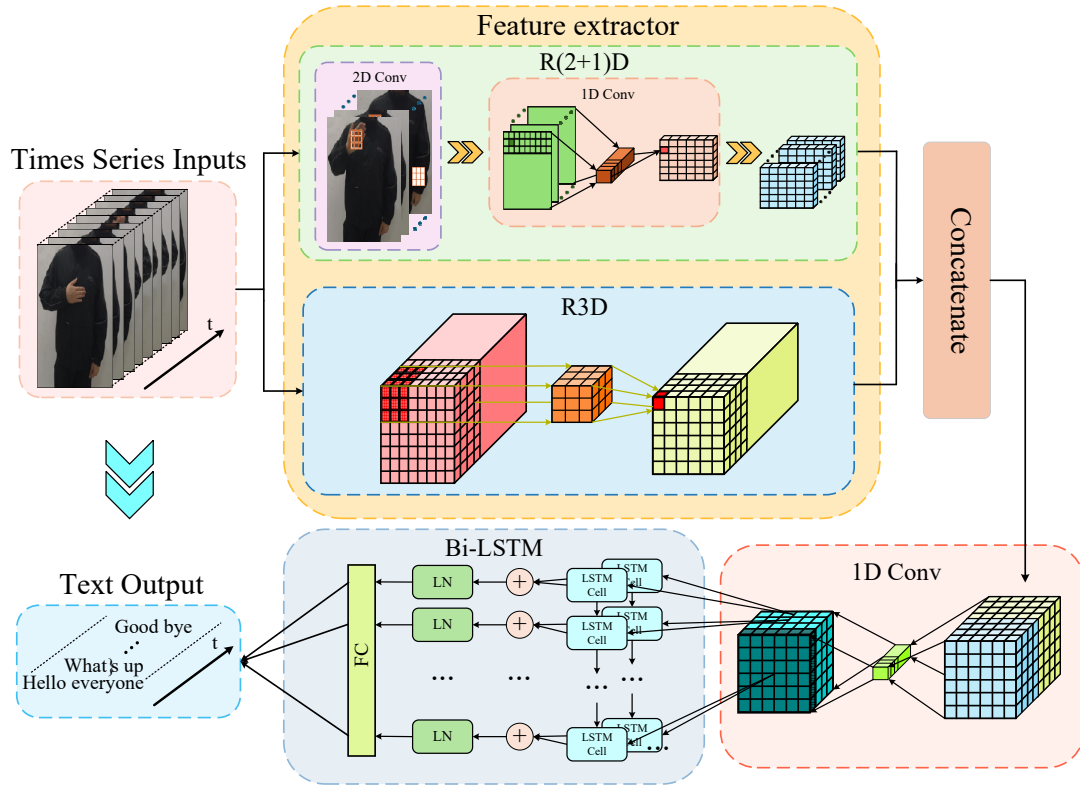 Feature extractor
R(2+1)D
2D Conv
1D Conv
Times Series Inputs
t
R3D
Concatenate
Bi-LSTM
1D Conv
LN
+
LSTM
Cell
LSTM
Cell
LN
+
LSTM
Cell
LSTM
Cell
FC
...
...
...
...
LN
+
LSTM
Cell
LSTM
Cell
...
Text Output
Good bye
t
...
What's up
Hello everyone